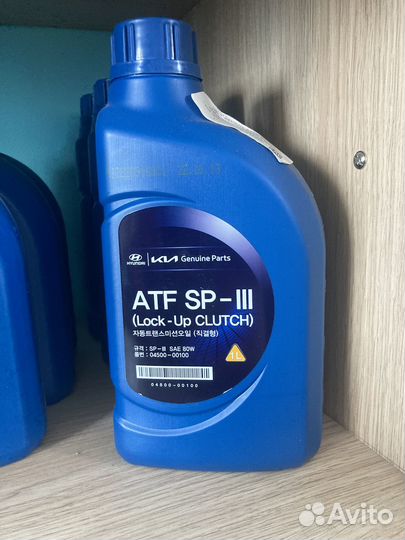 HYUNDAI KIA Genuine Parts
ATF SP-III
(Lock-Up CLUTCH)
자동트랜스미션오일 (직결형)
규격 : SP-III SAE 80W
품번 : 04500-00100
1L
04500-00100
Avito